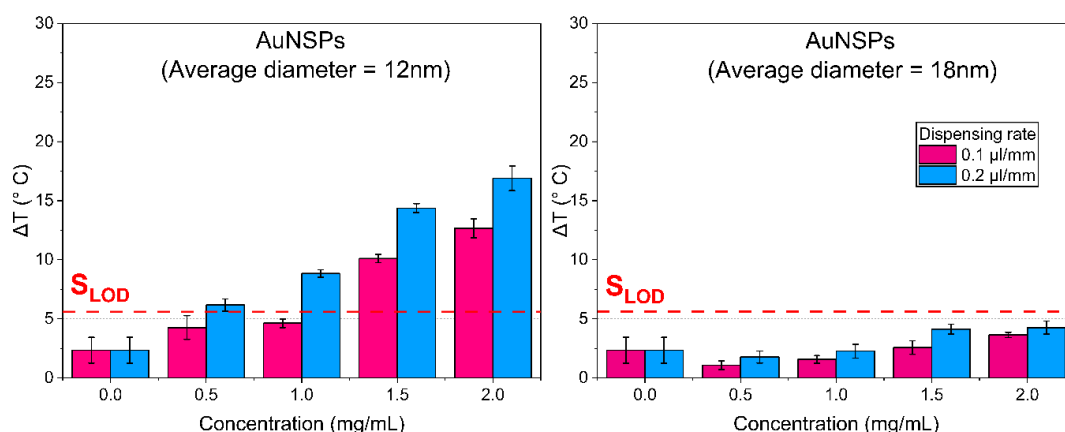 AuNSPs
(Average diameter = 12nm)
30
25
20
15
10
5
0
ΔT (° C)
S_LOD
0.0 0.5 1.0 1.5 2.0
Concentration (mg/mL)
AuNSPs
(Average diameter = 18nm)
30
25
20
15
10
5
0
ΔT (° C)
Dispensing rate
0.1 µl/mm
0.2 µl/mm
S_LOD
0.0 0.5 1.0 1.5 2.0
Concentration (mg/mL)